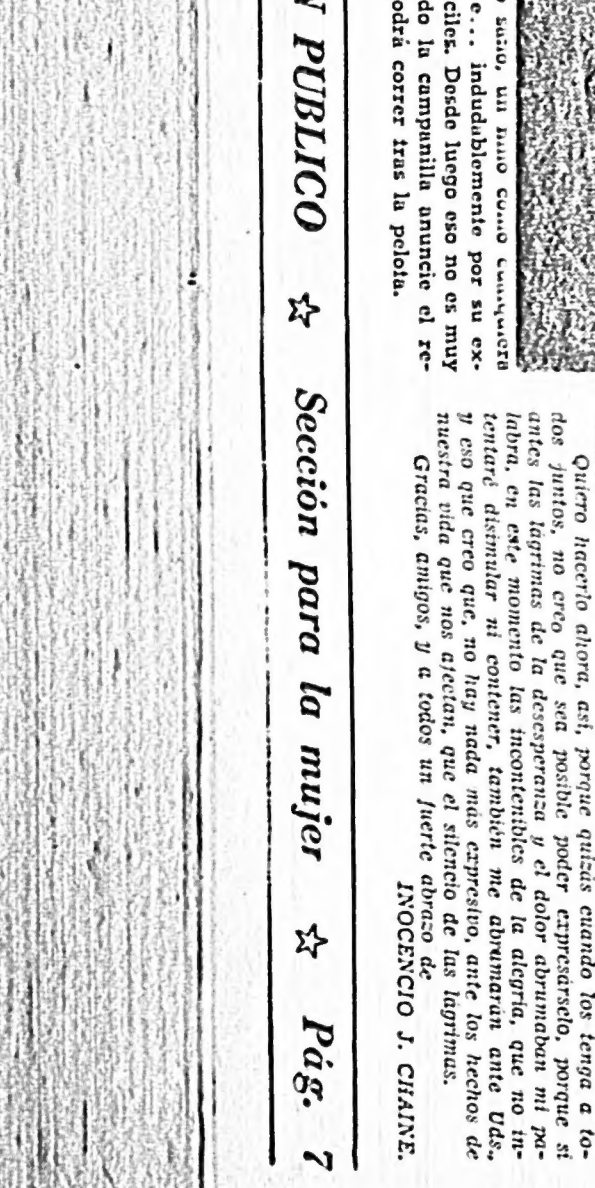 sano, un niño como cualquiera
e... indudablemente por su ex-
ciles. Desde luego eso no es muy
do la campanilla anuncie el re-
odrá correr tras la pelota.
Quiero hacerlo ahora, así, porque quizás cuando los tenga a to-
dos juntos, no creo que sea posible poder expresárselo, porque si
antes las lágrimas de la desesperanza y el dolor abrumaban mi pa-
labra, en este momento las incontenibles de la alegría, que no in-
tentaré disimular ni contener, también me abrumarán ante Uds.,
y eso que creo que, no hay nada más expresivo, ante los hechos de
nuestra vida que nos afectan, que el silencio de las lágrimas.
Gracias, amigos, y a todos un fuerte abrazo de
INOCENCIO J. CHAINE.
N PUBLICO ☆ Sección para la mujer ☆ Pág. 7